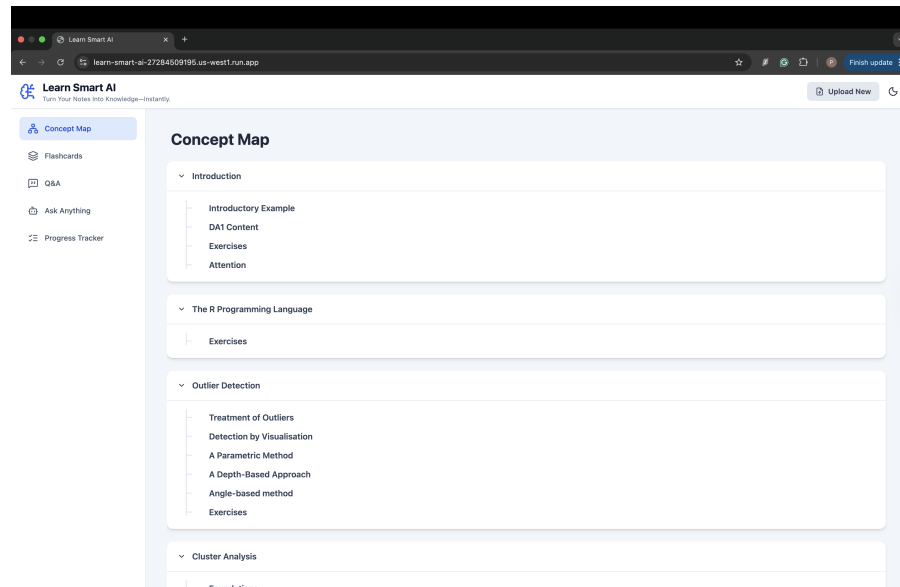 Learn Smart AI
learn-smart-ai-27284509195.us-west1.run.app
P
Finish update
Learn Smart AI
Turn Your Notes Into Knowledge—Instantly.
Upload New
Concept Map
Flashcards
Q&A
Ask Anything
Progress Tracker
Concept Map
Introduction
Introductory Example
DA1 Content
Exercises
Attention
The R Programming Language
Exercises
Outlier Detection
Treatment of Outliers
Detection by Visualisation
A Parametric Method
A Depth-Based Approach
Angle-based method
Exercises
Cluster Analysis